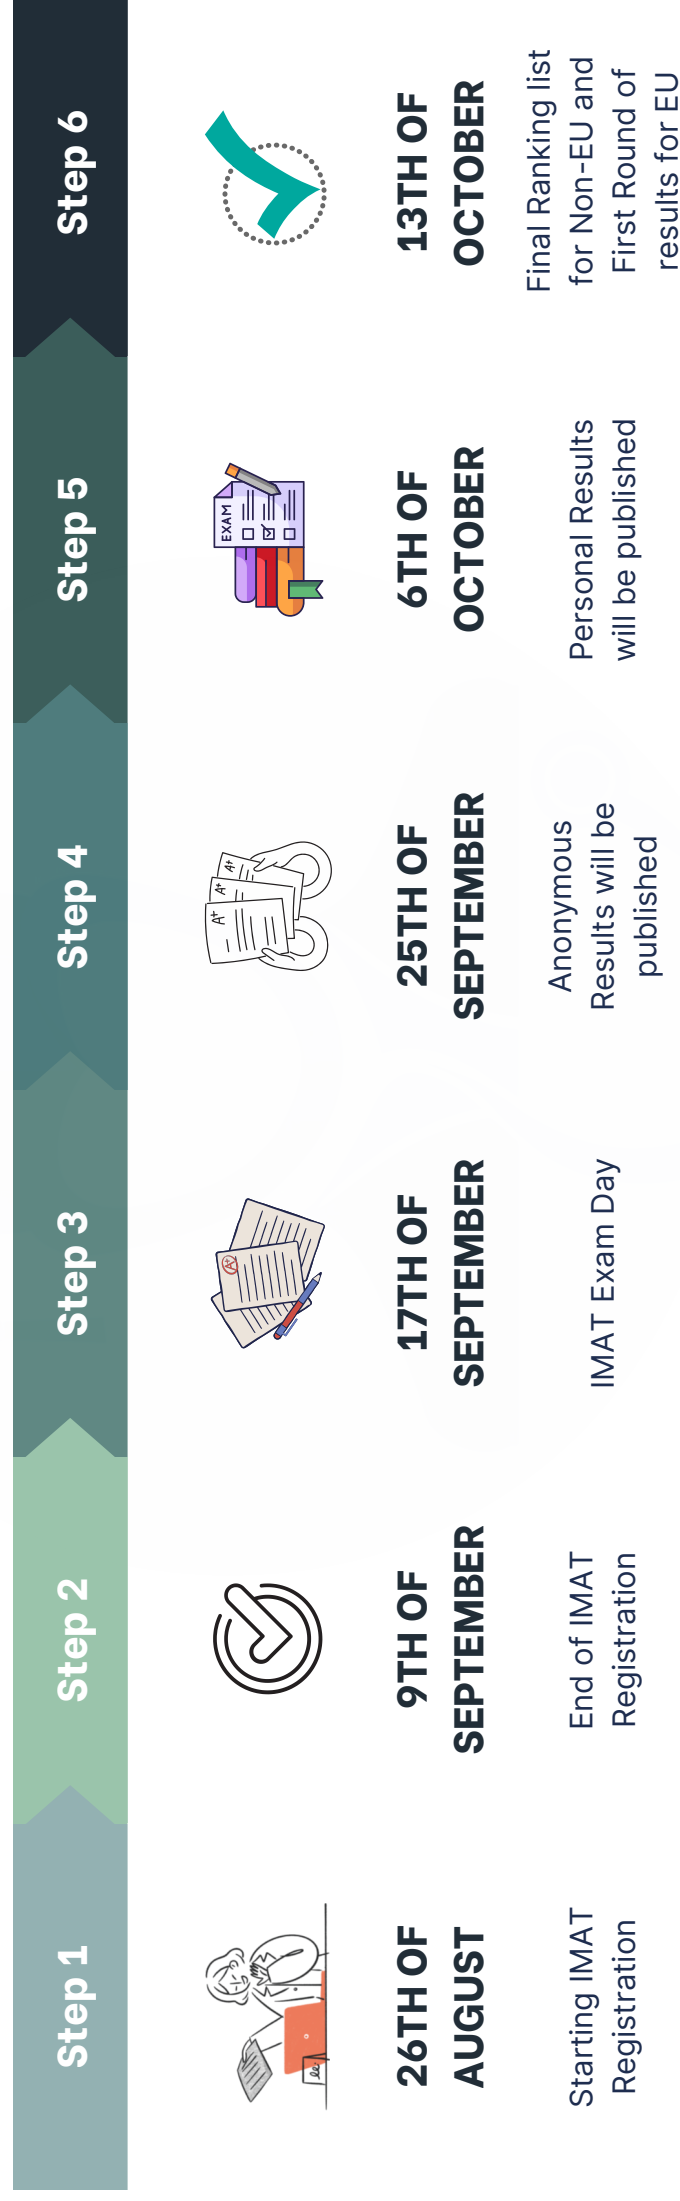 Step 1
26TH OF
AUGUST
Starting IMAT
Registration
Step 2
9TH OF
SEPTEMBER
End of IMAT
Registration
Step 3
A+
17TH OF
SEPTEMBER
IMAT Exam Day
Step 4
A+
A+
A+
25TH OF
SEPTEMBER
Anonymous
Results will be
published
Step 5
EXAM
6TH OF
OCTOBER
Personal Results
will be published
Step 6
13TH OF
OCTOBER
Final Ranking list
for Non-EU and
First Round of
results for EU